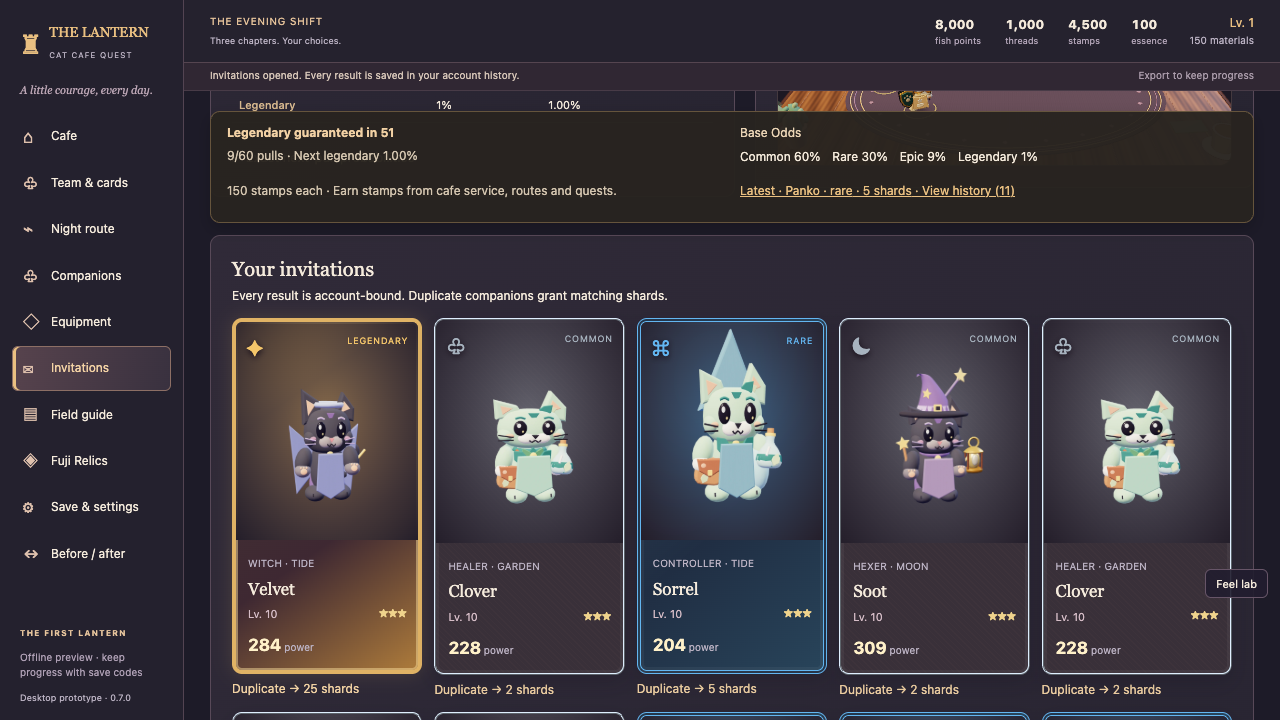 THE LANTERN
CAT CAFE QUEST
A little courage, every day.
Cafe
Team & cards
Night route
Companions
Equipment
Invitations
Field guide
Fuji Relics
Save & settings
Before / after
THE FIRST LANTERN
Offline preview · keep
progress with save codes
Desktop prototype · 0.7.0
THE EVENING SHIFT
Three chapters. Your choices.
8,000 fish points
1,000 threads
4,500 stamps
100 essence
Lv. 1
150 materials
Invitations opened. Every result is saved in your account history.
Export to keep progress
Legendary 1% 1.00%
Legendary guaranteed in 51
9/60 pulls · Next legendary 1.00%
150 stamps each · Earn stamps from cafe service, routes and quests.
Base Odds
Common 60% Rare 30% Epic 9% Legendary 1%
Latest · Panko · rare · 5 shards · View history (11)
Your invitations
Every result is account-bound. Duplicate companions grant matching shards.
LEGENDARY
WITCH · TIDE
Velvet
Lv. 10
284 power
Duplicate → 25 shards
COMMON
HEALER · GARDEN
Clover
Lv. 10
228 power
Duplicate → 2 shards
RARE
CONTROLLER · TIDE
Sorrel
Lv. 10
204 power
Duplicate → 5 shards
COMMON
HEXER · MOON
Soot
Lv. 10
309 power
Duplicate → 2 shards
COMMON
HEALER · GARDEN
Clover
Lv. 10
228 power
Duplicate → 2 shards
Feel lab